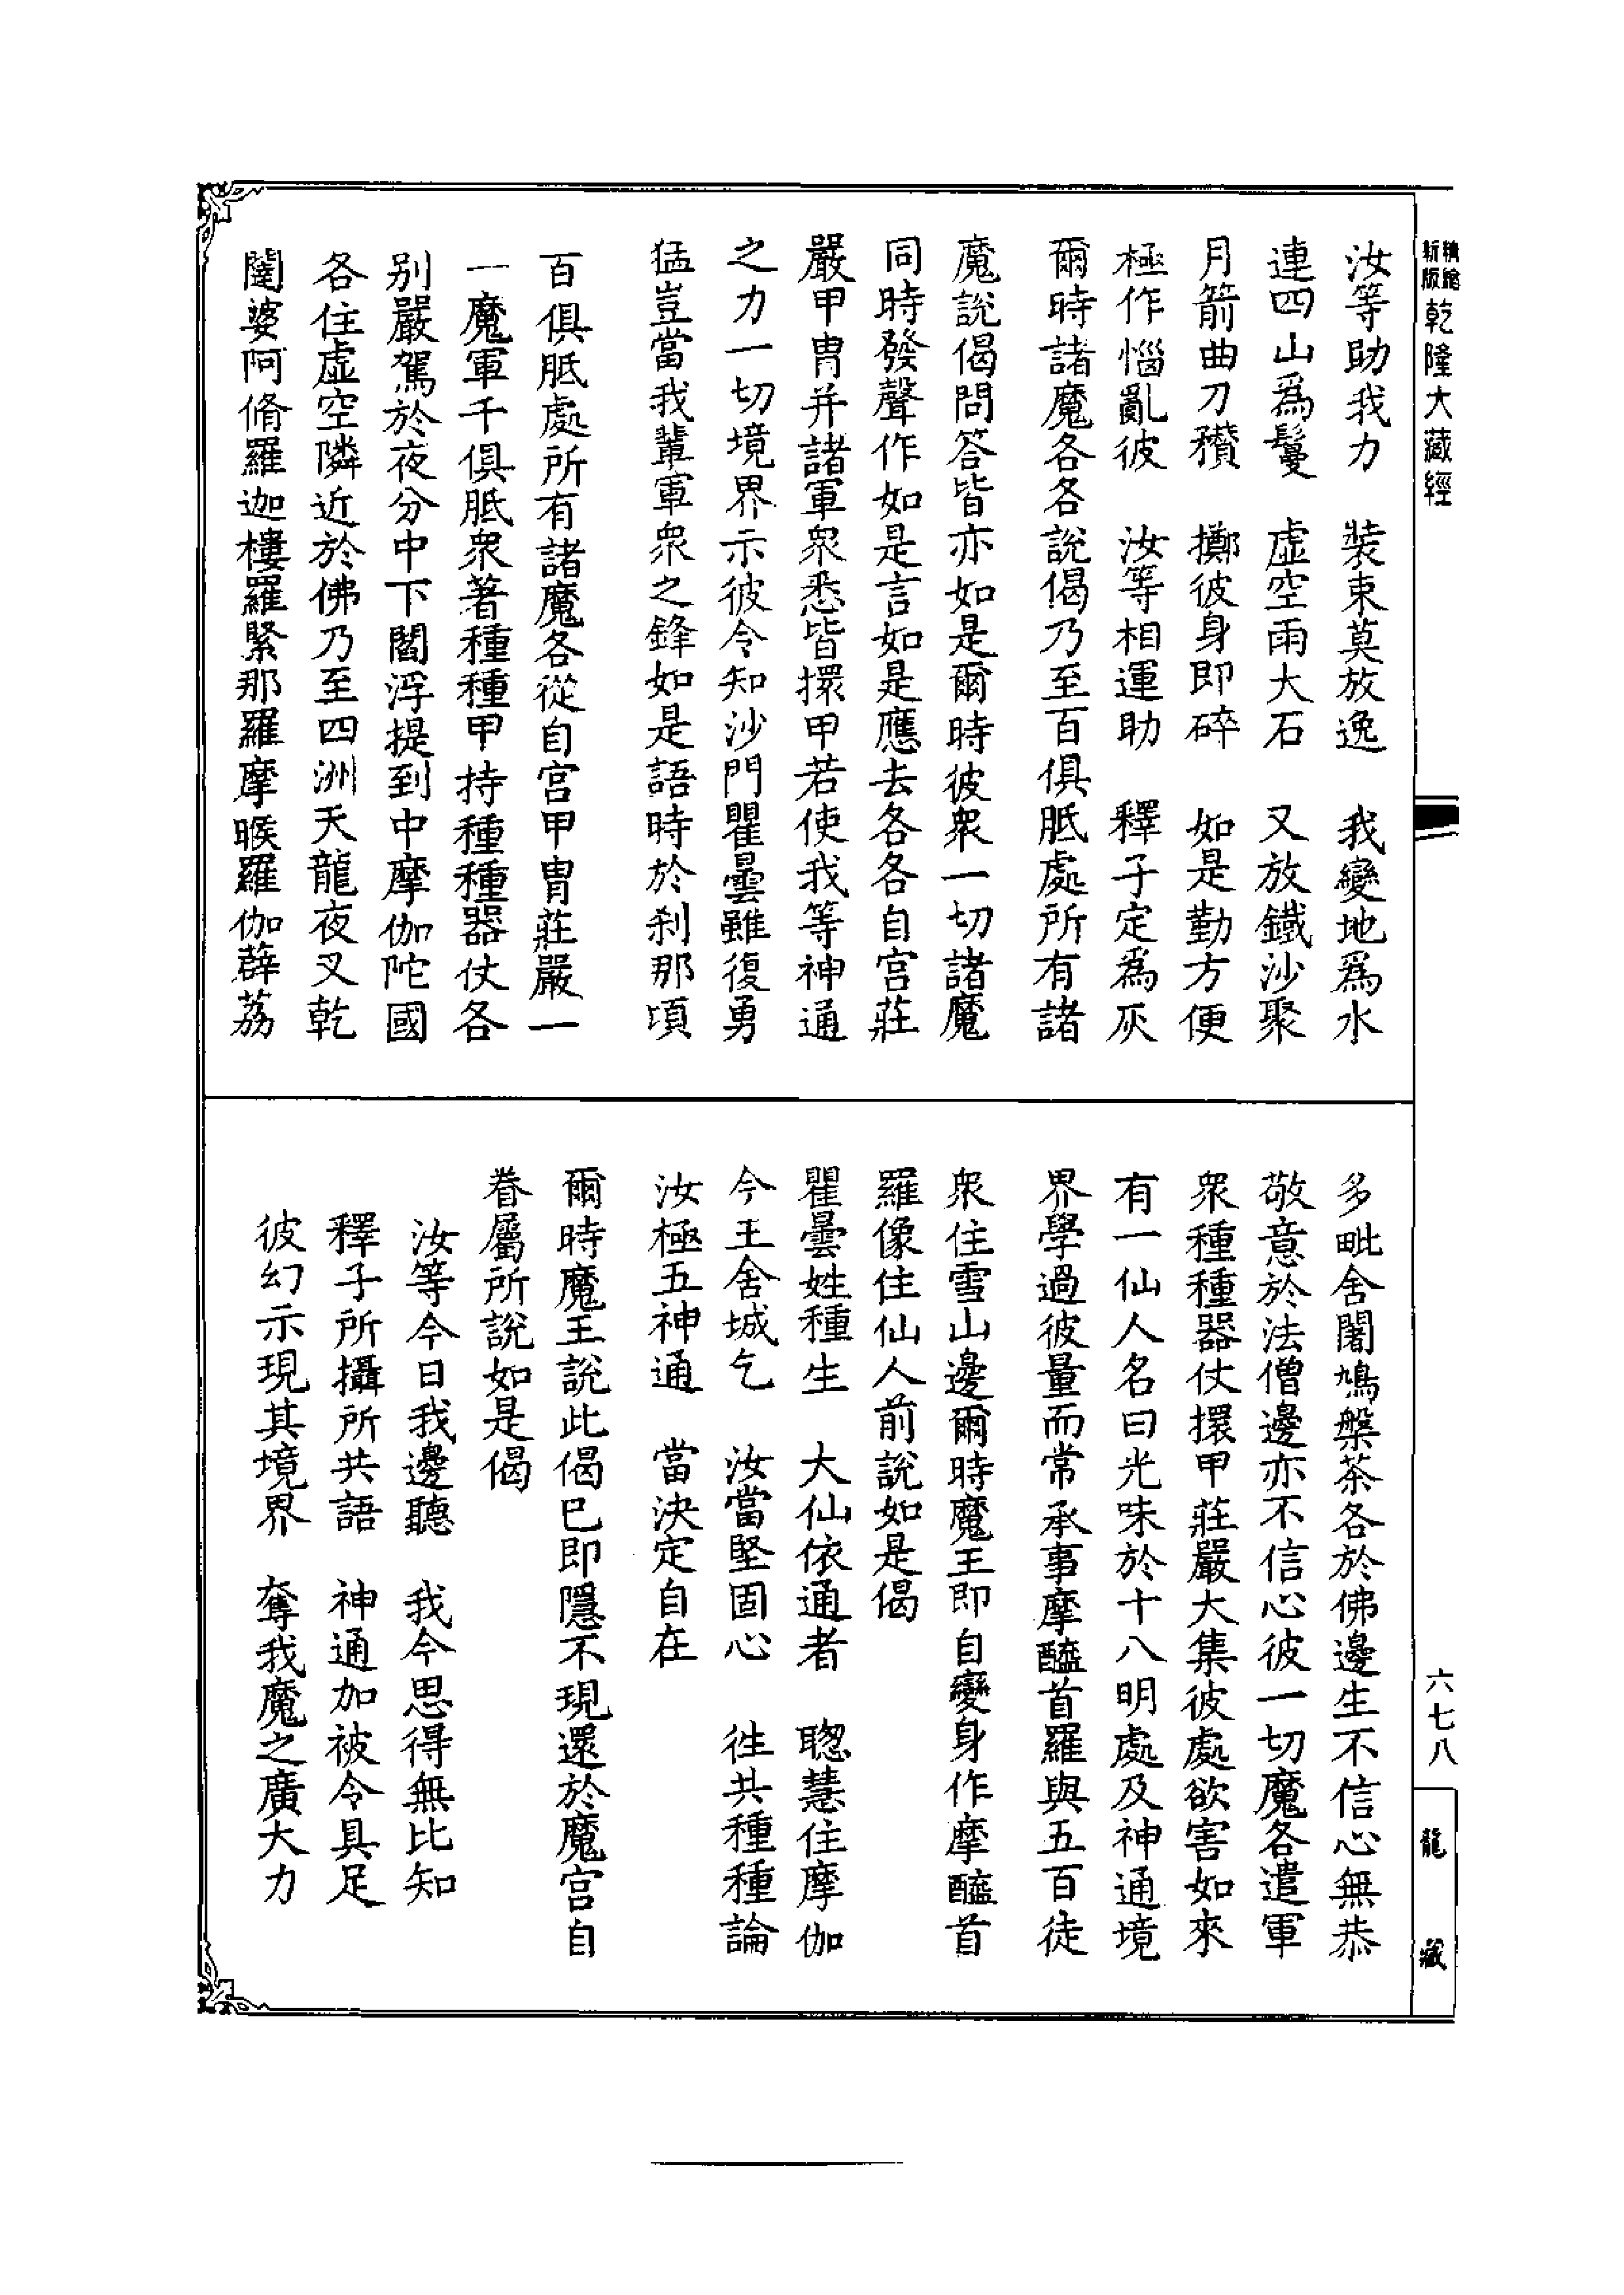 精縮
新版
乾隆大藏經
汝等助我力　裝束莫放逸　我變地爲水
連四山爲鬘　虛空雨大石　又放鐵沙聚
月箭曲刀穳　擲彼身即碎　如是勤方便
極作惱亂彼　汝等相運助　釋子定爲灰
爾時諸魔各各說偈乃至百俱胝處所有諸
魔說偈問答皆亦如是爾時彼衆一切諸魔
同時發聲作如是言如是應去各各自宮莊
嚴甲胄并諸軍衆悉皆擐甲若使我等神通
之力一切境界示彼令知沙門瞿曇雖復勇
猛豈當我輩軍衆之鋒如是語時於剎那頃
百俱胝處所有諸魔各從自宮甲胄莊嚴一
一魔軍千俱胝衆著種種甲持種種器仗各
別嚴駕於夜分中下閻浮提到中摩伽陀國
各住虛空隣近於佛乃至四洲天龍夜叉乾
闥婆阿脩羅迦樓羅緊那羅摩睺羅伽薜荔
多毗舍闍鳩槃茶各於佛邊生不信心無恭
敬意於法僧邊亦不信心彼一切魔各遣軍
衆種種器仗擐甲莊嚴大集彼處欲害如來
有一仙人名曰光味於十八明處及神通境
界學過彼量而常承事摩醯首羅與五百徒
衆住雪山邊爾時魔王即自變身作摩醯首
羅像住仙人前說如是偈
瞿曇姓種生　大仙依通者　聰慧住摩伽
今王舍城乞　汝當堅固心　徃共種種論
汝極五神通　當決定自在
爾時魔王說此偈已即隱不現還於魔宮自
眷屬所說如是偈
汝等今日我邊聽　我今思得無比知
釋子所攝所共語　神通加被令具足
彼幻示現其境界　奪我魔之廣大力
六七八
龍藏